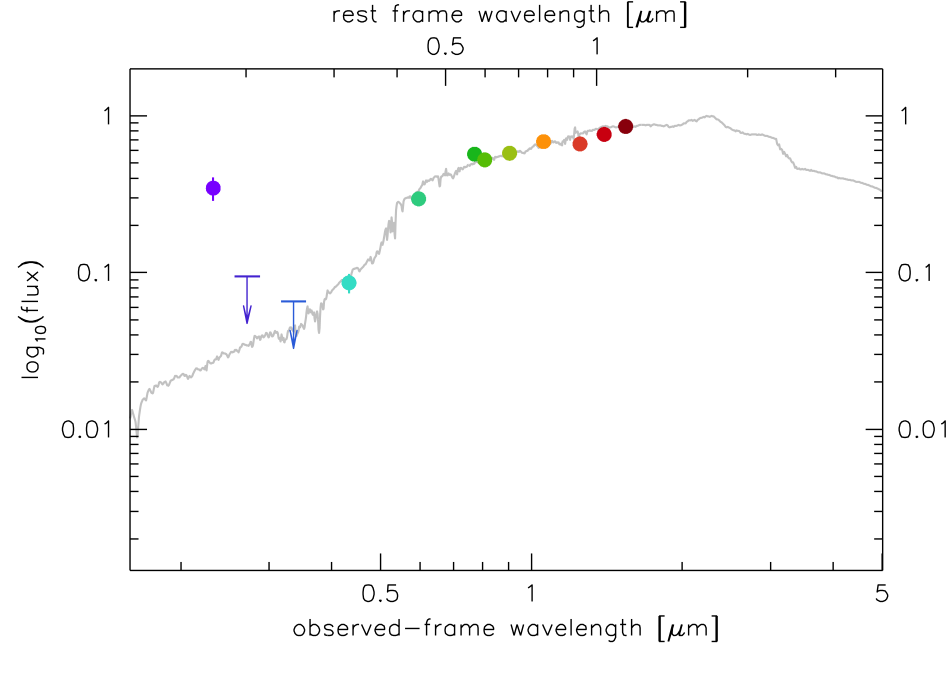 rest frame wavelength [μm]
0.5 1
1 1
0.1 0.1
0.01 0.01
log10(flux)
0.5 1 5
observed-frame wavelength [μm]